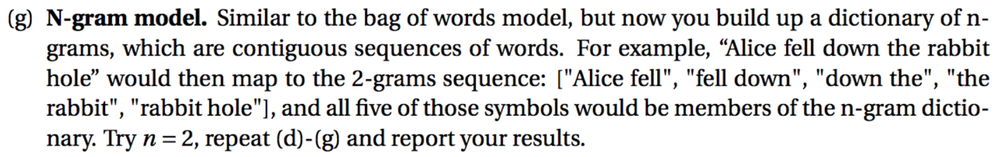 (g) N-gram model. Similar to the bag of words model, but now you build up a dictionary of n-
grams, which are contiguous sequences of words. For example, “Alice fell down the rabbit
hole” would then map to the 2-grams sequence: ["Alice fell", "fell down", "down the", "the
rabbit", "rabbit hole"], and all five of those symbols would be members of the n-gram dictio-
nary. Try n = 2, repeat (d)-(g) and report your results.